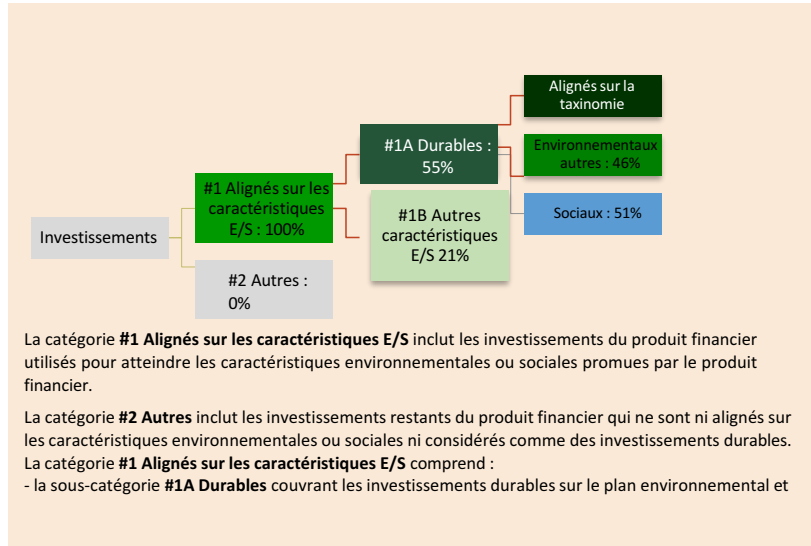 Alignés sur la
taxinomie
#1A Durables :
55%
Environnementaux
autres : 46%
#1 Alignés sur les
caractéristiques
E/S : 100%
#1B Autres
caractéristiques
E/S 21%
Sociaux : 51%
Investissements
#2 Autres :
0%
La catégorie #1 Alignés sur les caractéristiques E/S inclut les investissements du produit financier
utilisés pour atteindre les caractéristiques environnementales ou sociales promues par le produit
financier.
La catégorie #2 Autres inclut les investissements restants du produit financier qui ne sont ni alignés sur
les caractéristiques environnementales ou sociales ni considérés comme des investissements durables.
La catégorie #1 Alignés sur les caractéristiques E/S comprend :
- la sous-catégorie #1A Durables couvrant les investissements durables sur le plan environnemental et